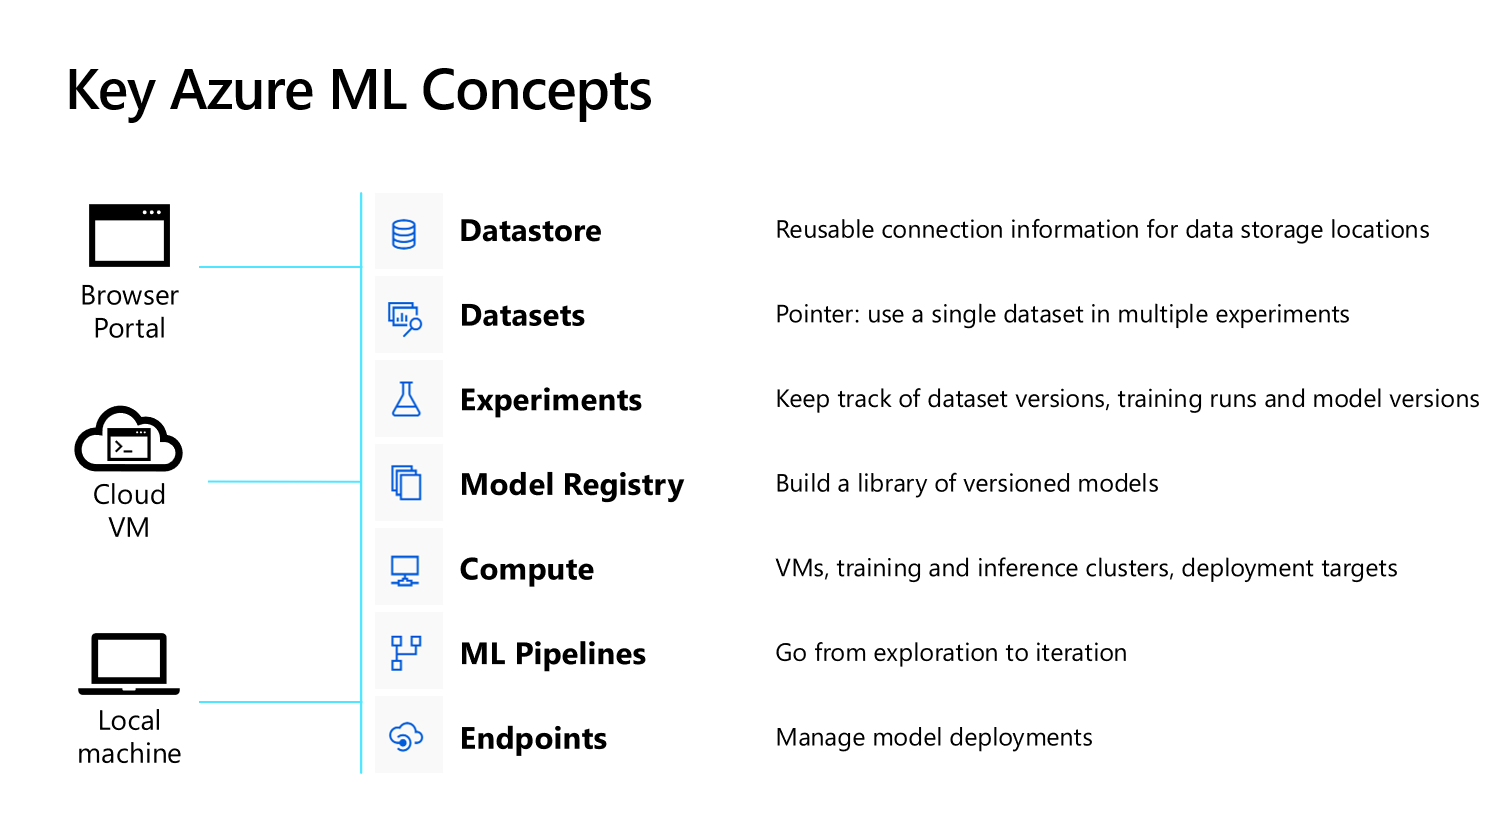 Key Azure ML Concepts
Browser
Portal
Cloud
VM
Local
machine
Datastore Reusable connection information for data storage locations
Datasets Pointer: use a single dataset in multiple experiments
Experiments Keep track of dataset versions, training runs and model versions
Model Registry Build a library of versioned models
Compute VMs, training and inference clusters, deployment targets
ML Pipelines Go from exploration to iteration
Endpoints Manage model deployments